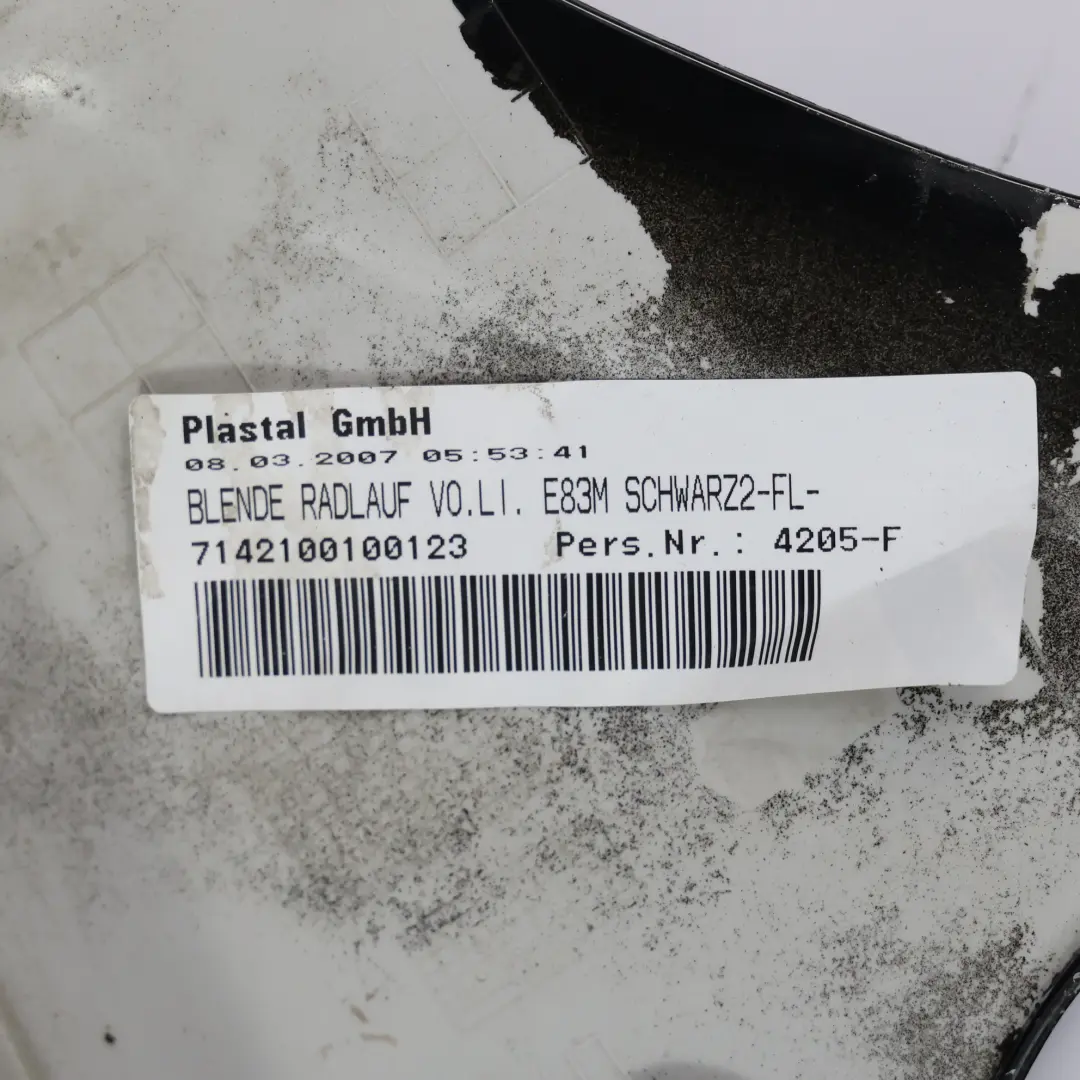 Plastal GmbH
08.03.2007 05:53:41
BLENDE RADLAUF VO.LI. E83M SCHWARZ2-FL-
7142100100123 Pers.Nr.: 4205-F